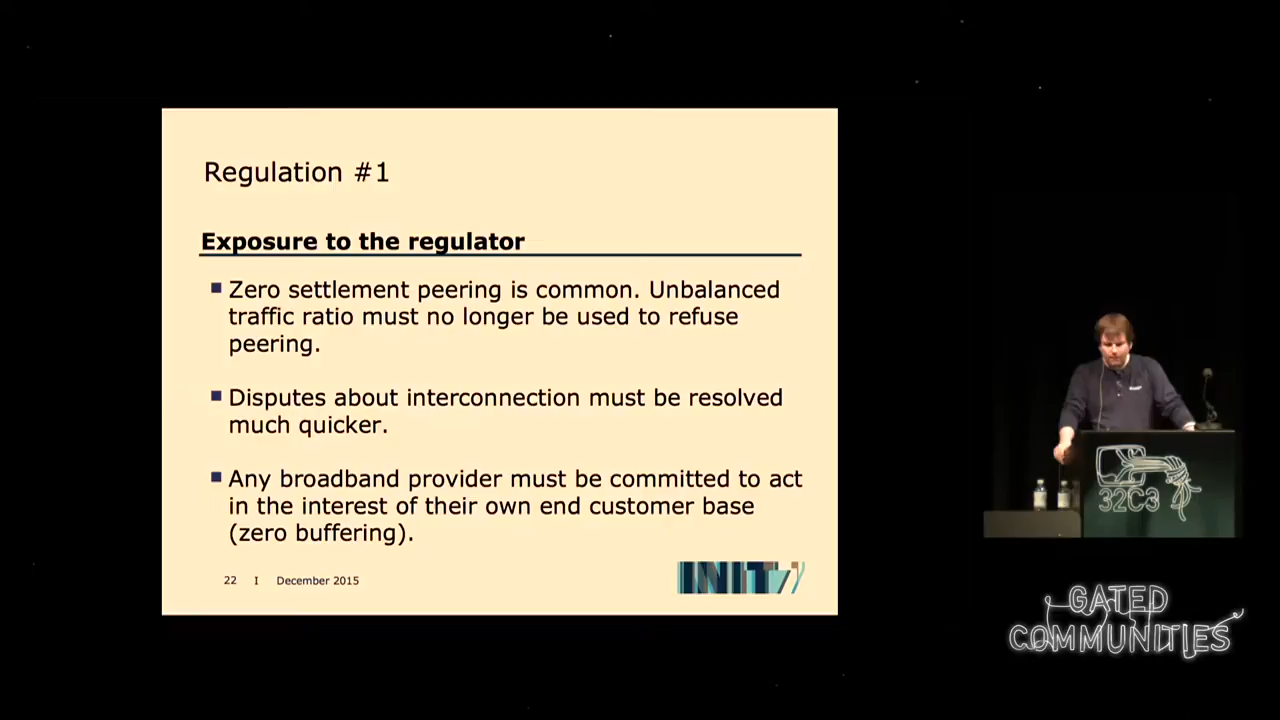 Regulation #1
Exposure to the regulator
Zero settlement peering is common. Unbalanced
traffic ratio must no longer be used to refuse
peering.
Disputes about interconnection must be resolved
much quicker.
Any broadband provider must be committed to act
in the interest of their own end customer base
(zero buffering).
22 I December 2015
INIT7
32C3
GATED
COMMUNITIES